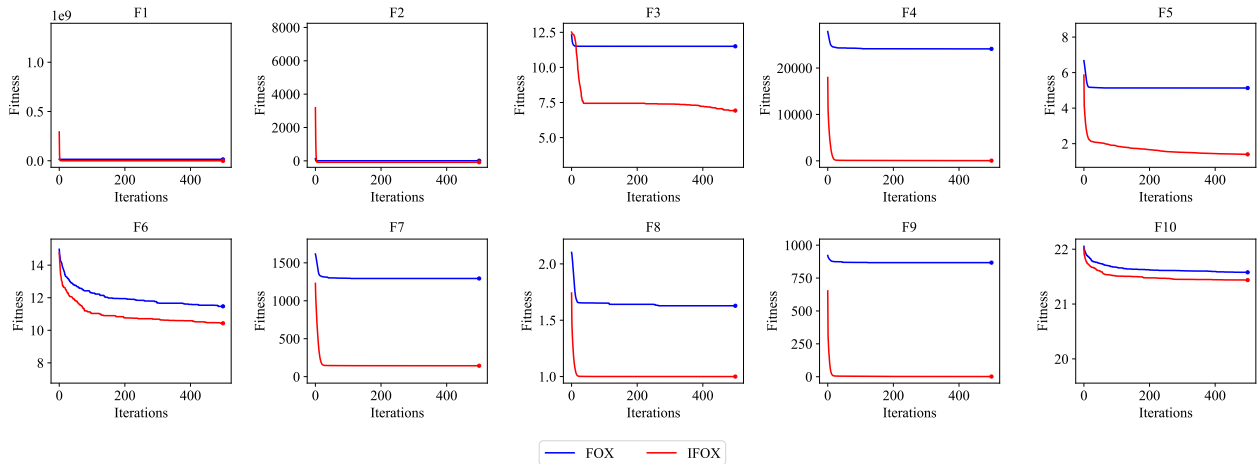 F1
1e9
1.0
0.5
0.0
Fitness
0 200 400
Iterations
F2
8000
6000
4000
2000
0
Fitness
0 200 400
Iterations
F3
12.5
10.0
7.5
5.0
Fitness
0 200 400
Iterations
F4
20000
10000
0
Fitness
0 200 400
Iterations
F5
8
6
4
2
Fitness
0 200 400
Iterations
F6
14
12
10
8
Fitness
0 200 400
Iterations
F7
1500
1000
500
0
Fitness
0 200 400
Iterations
F8
2.0
1.5
1.0
Fitness
0 200 400
Iterations
F9
1000
750
500
250
0
Fitness
0 200 400
Iterations
F10
22
21
20
Fitness
0 200 400
Iterations
FOX IFOX